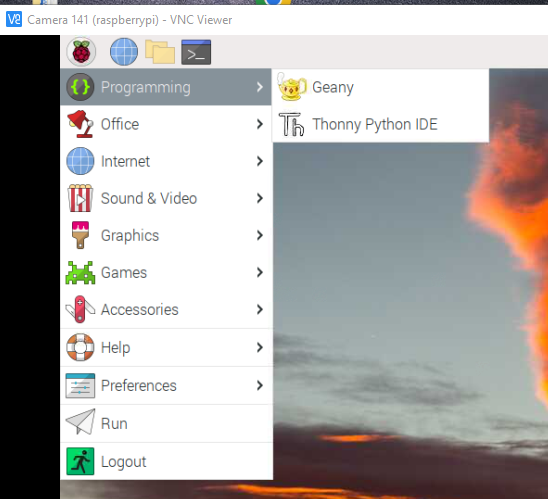 Camera 141 (raspberrypi) - VNC Viewer
Programming
Geany
Office
Thonny Python IDE
Internet
Sound & Video
Graphics
Games
Accessories
Help
Preferences
Run
Logout